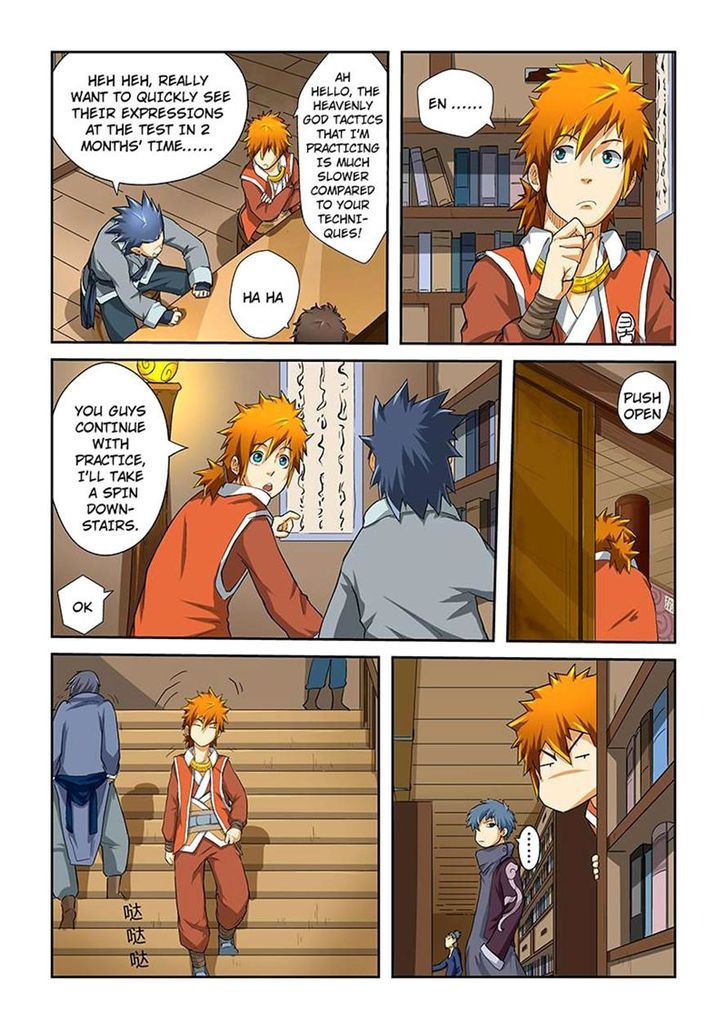 HEH HEH, REALLY
WANT TO QUICKLY SEE
THEIR EXPRESSIONS
AT THE TEST IN 2
MONTHS' TIME......
AH
HELLO, THE
HEAVENLY
GOD TACTICS
THAT I'M
PRACTICING
IS MUCH
SLOWER
COMPARED
TO YOUR
TECHNI-
QUES!
HA HA
EN ......
YOU GUYS
CONTINUE
WITH
PRACTICE,
I'LL TAKE
A SPIN
DOWN-
STAIRS.
OK
PUSH
OPEN
哒
哒
哒
.....